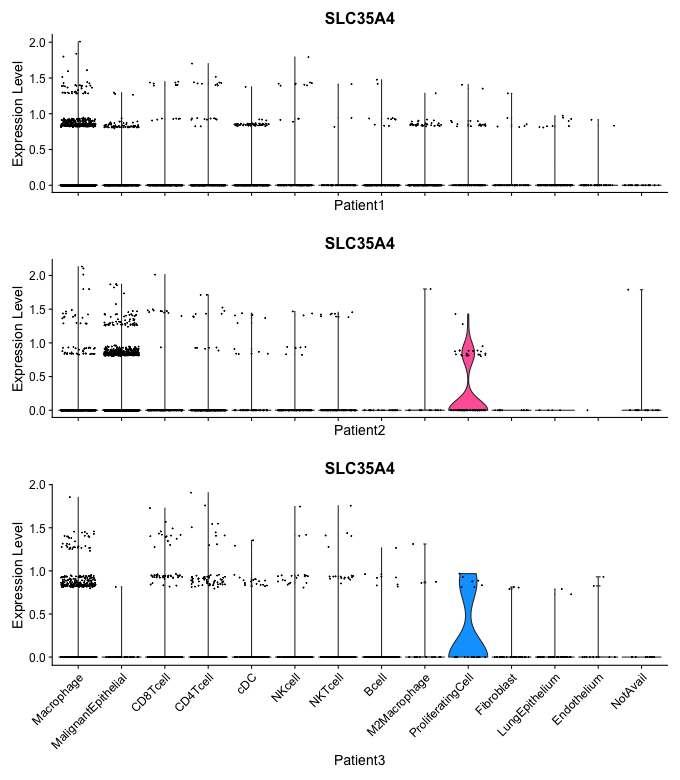 SLC35A4
Expression Level
2.0
1.5
1.0
0.5
0.0
Patient1
SLC35A4
Expression Level
2.0
1.5
1.0
0.5
0.0
Patient2
SLC35A4
Expression Level
2.0
1.5
1.0
0.5
0.0
Macrophage
MalignantEpithelial
CD8Tcell
CD4Tcell
cDC
NKcell
NKTcell
Bcell
M2Macrophage
ProliferatingCell
Fibroblast
LungEpithelium
Endothelium
NotAvail
Patient3